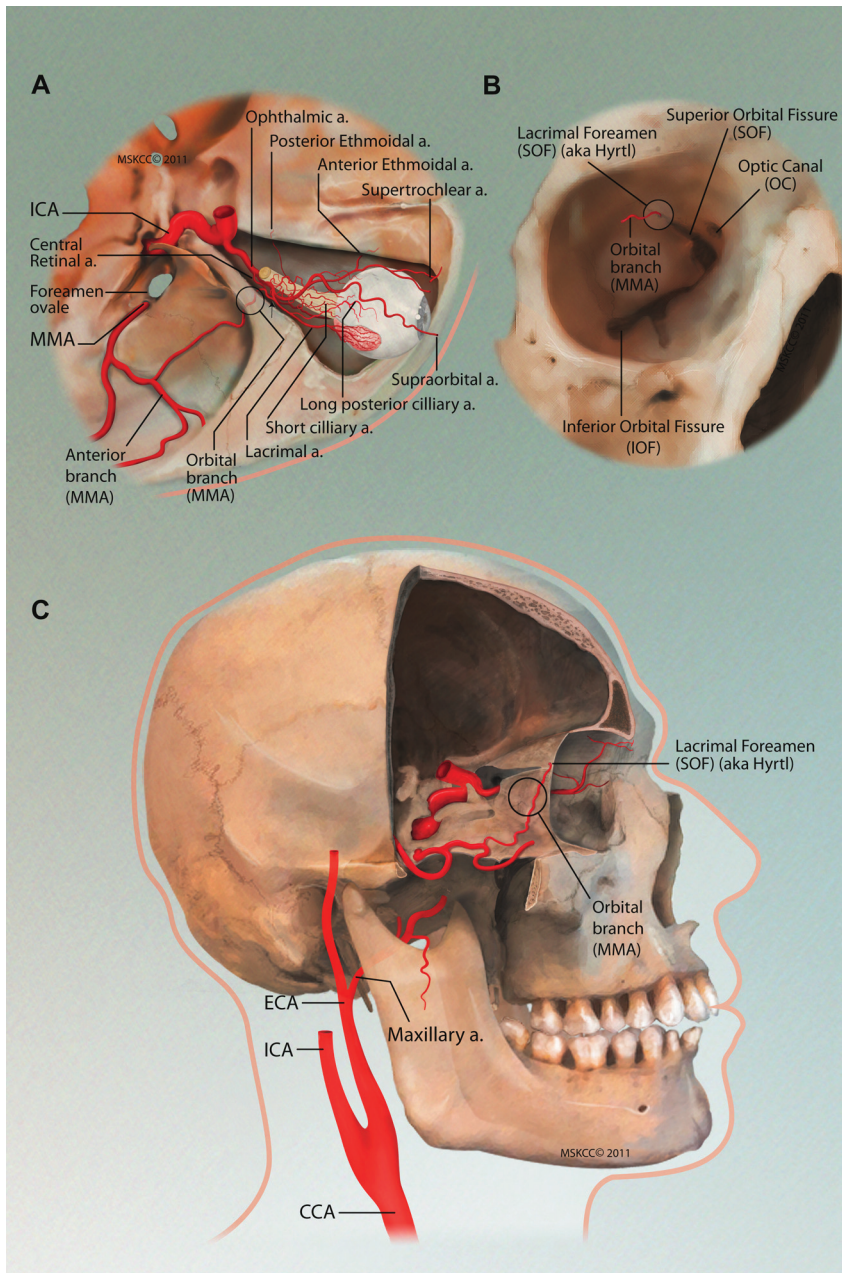 A
Ophthalmic a.
Posterior Ethmoidal a.
MSKCC© 2011
Anterior Ethmoidal a.
Supertrochlear a.
ICA
Central
Retinal a.
Foreamen
ovale
MMA
Supraorbital a.
Long posterior cilliary a.
Short cilliary a.
Lacrimal a.
Anterior
branch
(MMA)
Orbital
branch
(MMA)
B
Superior Orbital Fissure
(SOF)
Lacrimal Foreamen
(SOF) (aka Hyrtl)
Optic Canal
(OC)
Orbital
branch
(MMA)
MSKCC© 2011
Inferior Orbital Fissure
(IOF)
C
Lacrimal Foreamen
(SOF) (aka Hyrtl)
Orbital
branch
(MMA)
ECA
Maxillary a.
ICA
MSKCC© 2011
CCA